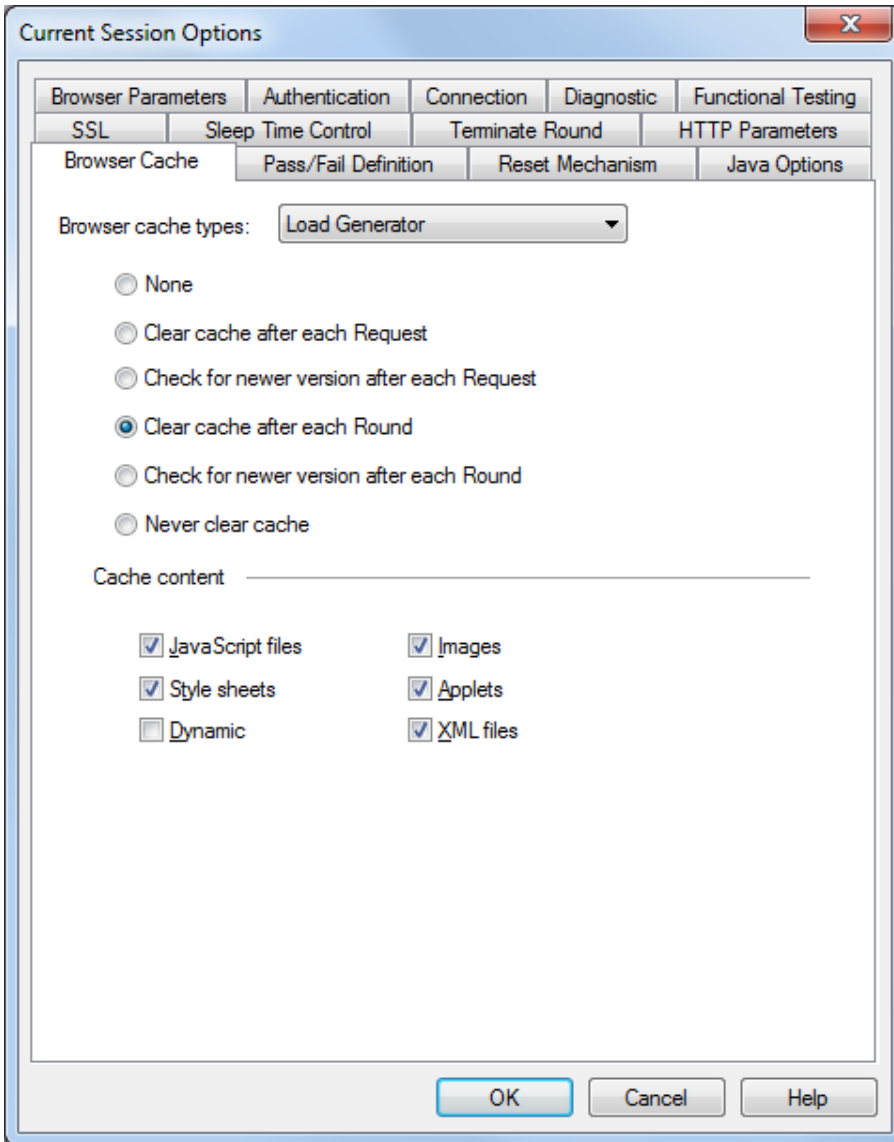 Current Session Options
Browser Parameters Authentication Connection Diagnostic Functional Testing
SSL Sleep Time Control Terminate Round HTTP Parameters
Browser Cache Pass/Fail Definition Reset Mechanism Java Options
Browser cache types: Load Generator
None
Clear cache after each Request
Check for newer version after each Request
Clear cache after each Round
Check for newer version after each Round
Never clear cache
Cache content
JavaScript files Images
Style sheets Applets
Dynamic XML files
OK Cancel Help